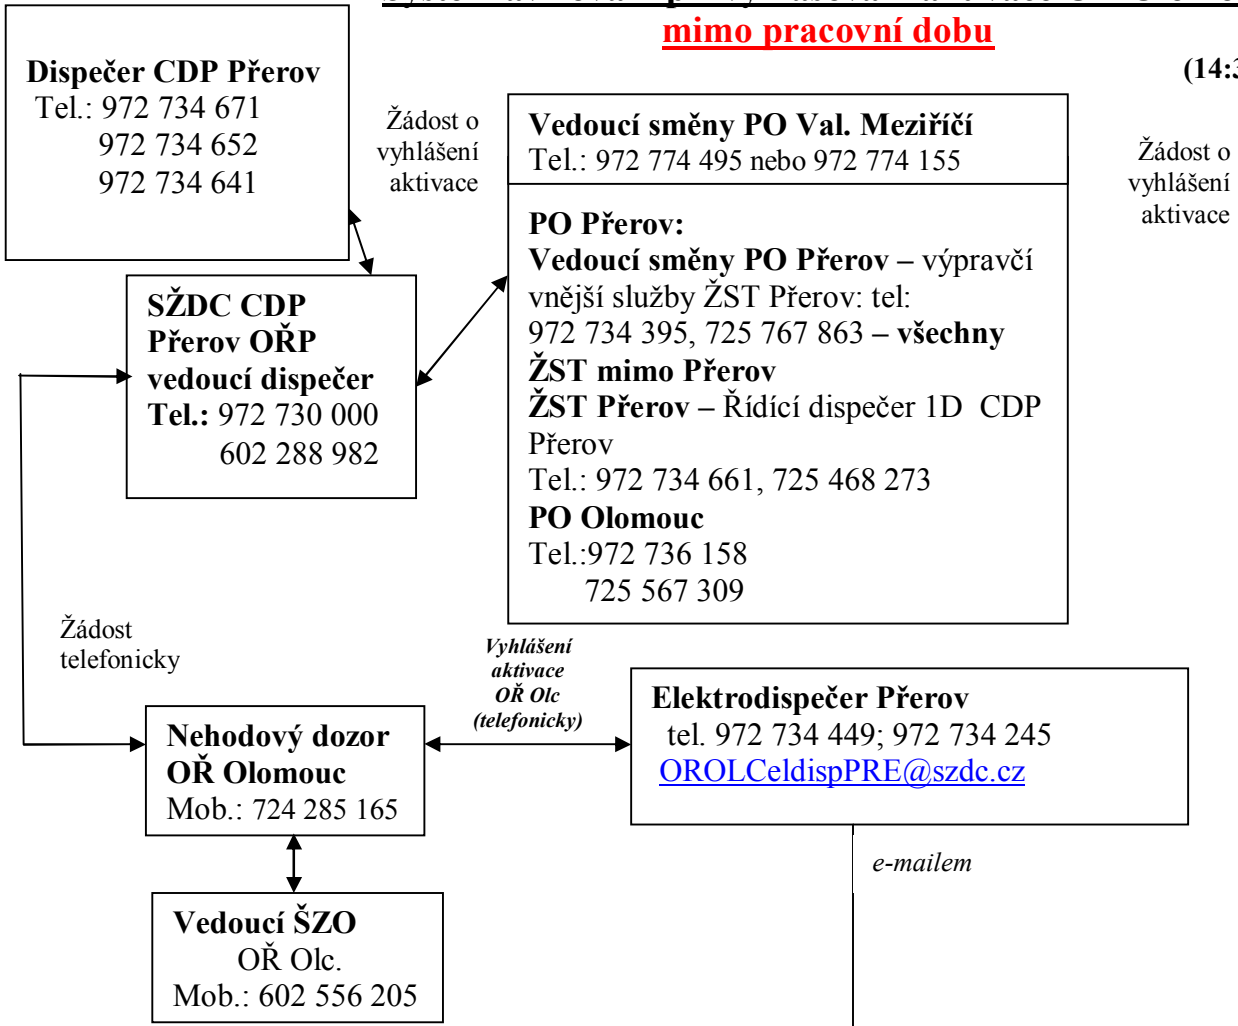 mimo pracovní dobu
(14:3
Dispečer CDP Přerov
Tel.: 972 734 671
972 734 652
972 734 641
Žádost o
vyhlášení
aktivace
Vedoucí směny PO Val. Meziříčí
Tel.: 972 774 495 nebo 972 774 155
Žádost o
vyhlášení
aktivace
PO Přerov:
Vedoucí směny PO Přerov – výpravčí
vnější služby ŽST Přerov: tel:
972 734 395, 725 767 863 – všechny
ŽST mimo Přerov
ŽST Přerov – Řídící dispečer 1D CDP
Přerov
Tel.: 972 734 661, 725 468 273
PO Olomouc
Tel.:972 736 158
725 567 309
SŽDC CDP
Přerov OŘP
vedoucí dispečer
Tel.: 972 730 000
602 288 982
Žádost
telefonicky
Vyhlášení
aktivace
OŘ Olc
(telefonicky)
Elektrodispečer Přerov
tel. 972 734 449; 972 734 245
OROLCeldispPRE@szdc.cz
Nehodový dozor
OŘ Olomouc
Mob.: 724 285 165
e-mailem
Vedoucí ŠZO
OŘ Olc.
Mob.: 602 556 205